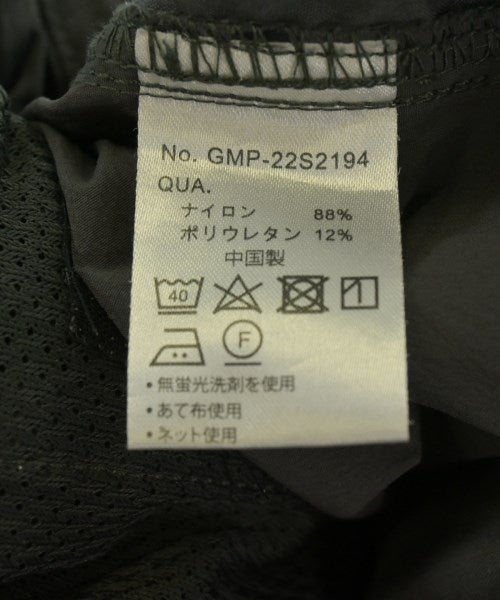 No. GMP-22S2194
QUA.
ナイロン 88%
ポリウレタン 12%
中国製
40
F
・無蛍光洗剤を使用
・あて布使用
・ネット使用